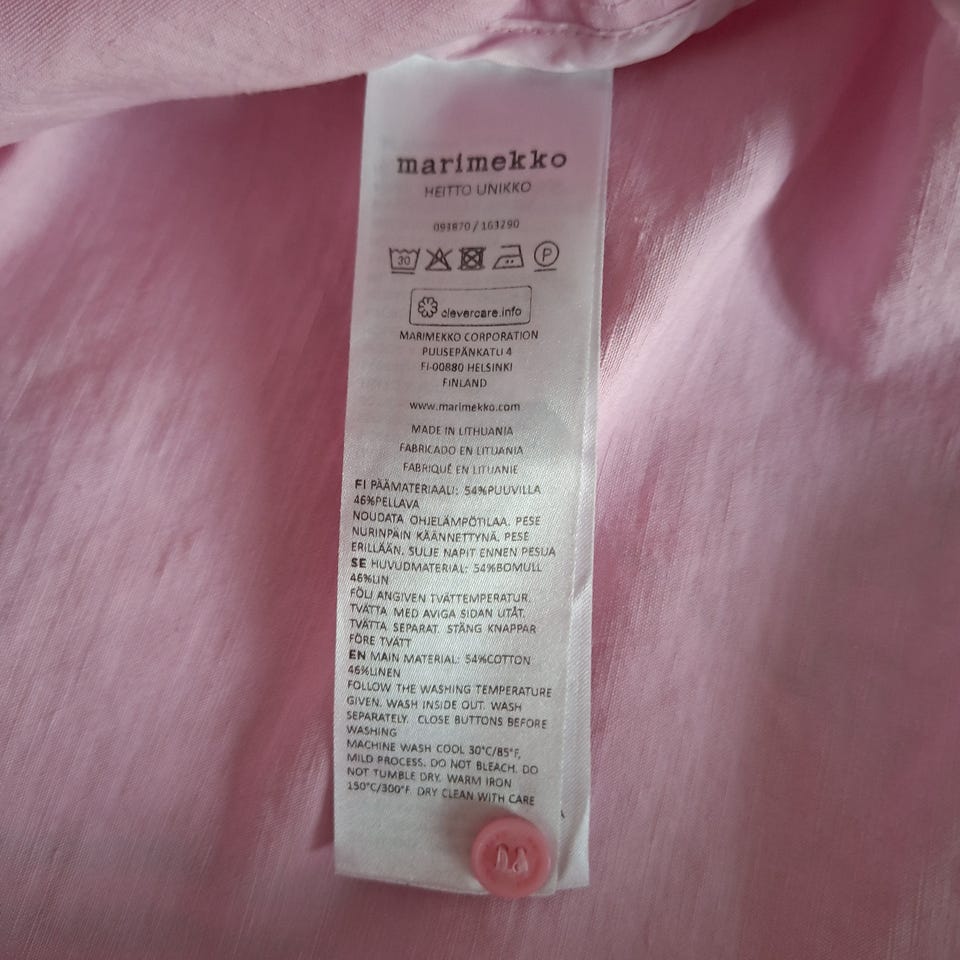 marimekko
HEITTO UNIKKO
091870 / 163290
30
P
clevercare.info
MARIMEKKO CORPORATION
PUUSEPÄNKATU 4
FI-00880 HELSINKI
FINLAND
www.marimekko.com
MADE IN LITHUANIA
FABRICADO EN LITUANIA
FABRIQUÉ EN LITUANIE
FI PÄÄMATERIAALI: 54%PUUVILLA
46%PELLAVA
NOUDATA OHJELÄMPÖTILAA. PESE
NURINPÄIN KÄÄNNETTYNÄ. PESE
ERILLÄÄN. SULJE NAPIT ENNEN PESUA
SE HUVUDMATERIAL: 54%BOMULL
46%LIN
FÖLJ ANGIVEN TVÄTTEMPERATUR.
TVÄTTA MED AVIGA SIDAN UTÅT.
TVÄTTA SEPARAT. STÄNG KNAPPAR
FÖRE TVÄTT
EN MAIN MATERIAL: 54%COTTON
46%LINEN
FOLLOW THE WASHING TEMPERATURE
GIVEN. WASH INSIDE OUT. WASH
SEPARATELY. CLOSE BUTTONS BEFORE
WASHING
MACHINE WASH COOL 30°C/85°F,
MILD PROCESS. DO NOT BLEACH. DO
NOT TUMBLE DRY. WARM IRON
150°C/300°F. DRY CLEAN WITH CARE